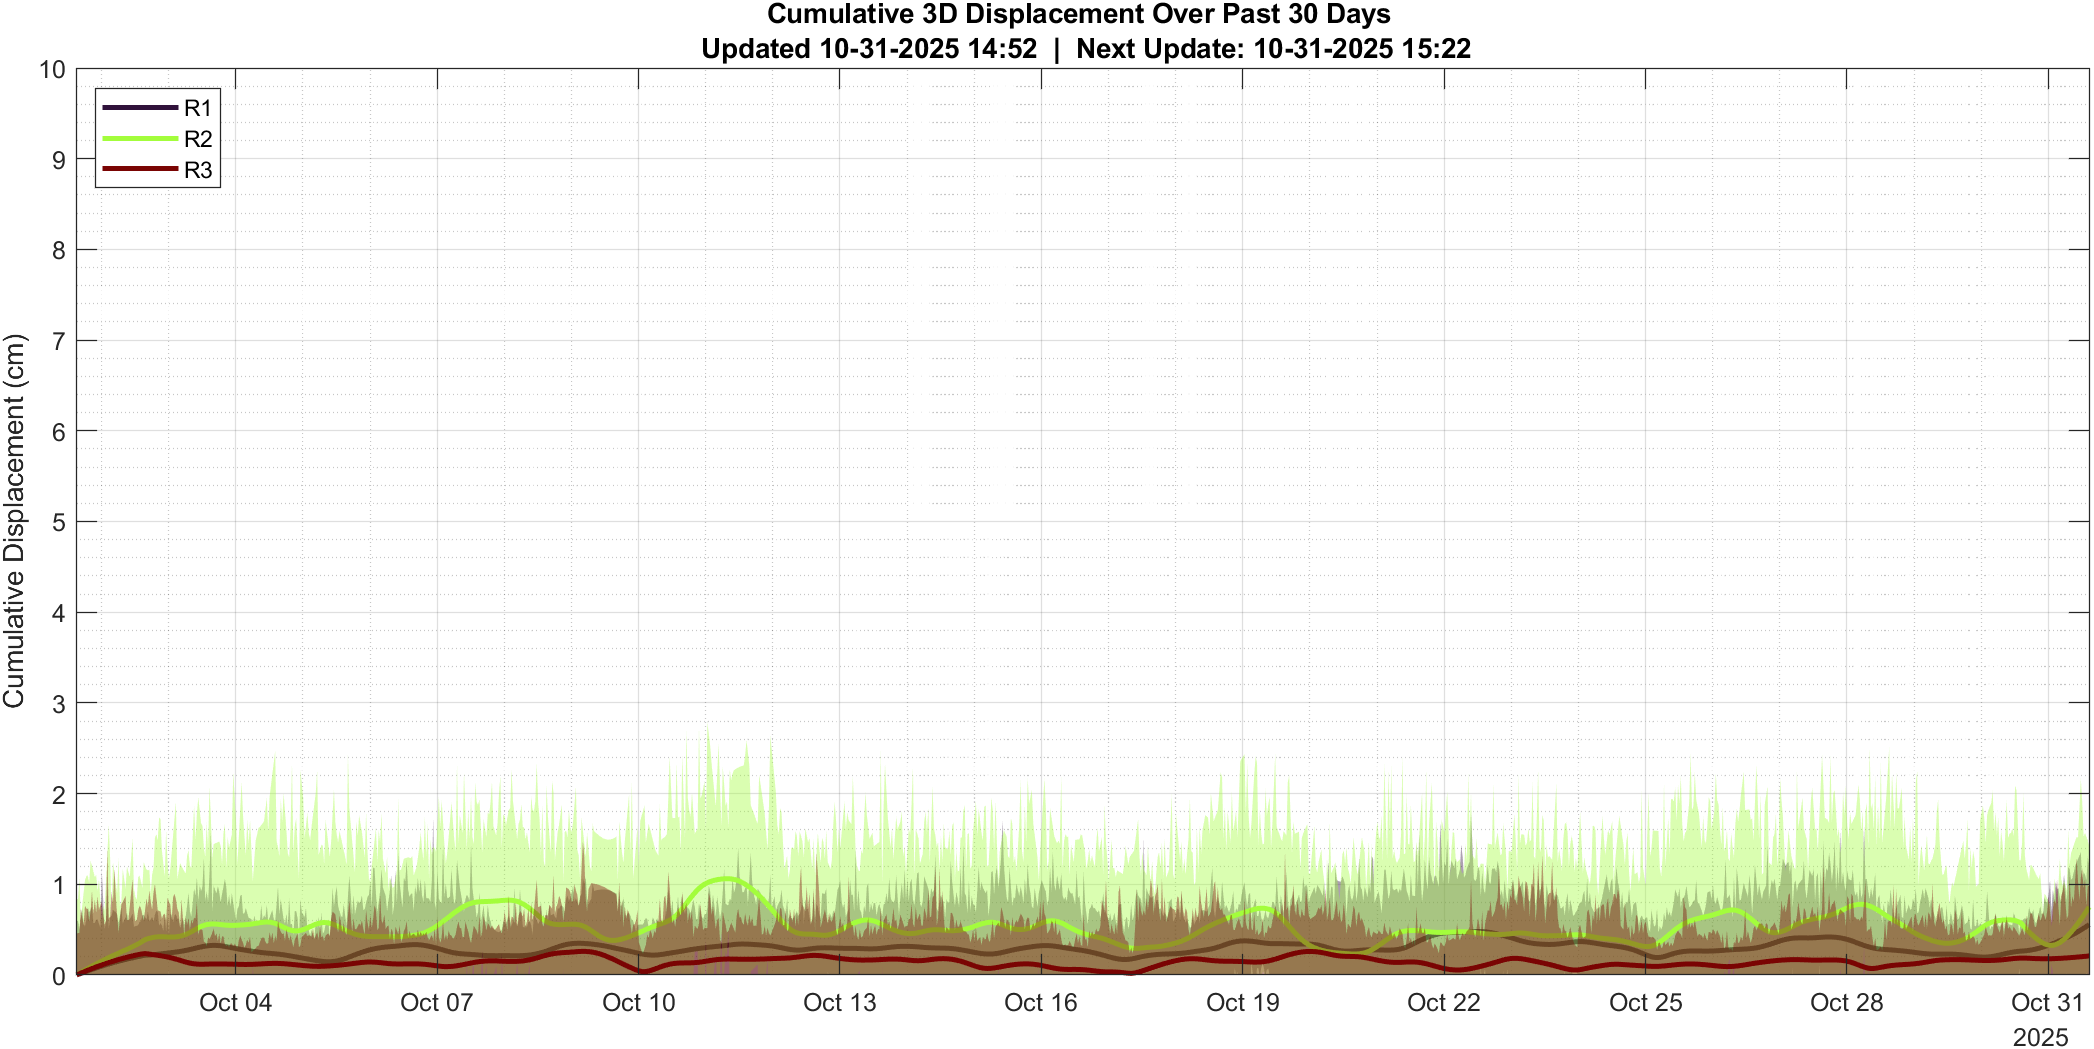 Cumulative 3D Displacement Over Past 30 Days
Updated 10-31-2025 14:52 | Next Update: 10-31-2025 15:22
R1
R2
R3
Cumulative Displacement (cm)
10
9
8
7
6
5
4
3
2
1
0
Oct 04 Oct 07 Oct 10 Oct 13 Oct 16 Oct 19 Oct 22 Oct 25 Oct 28 Oct 31
2025